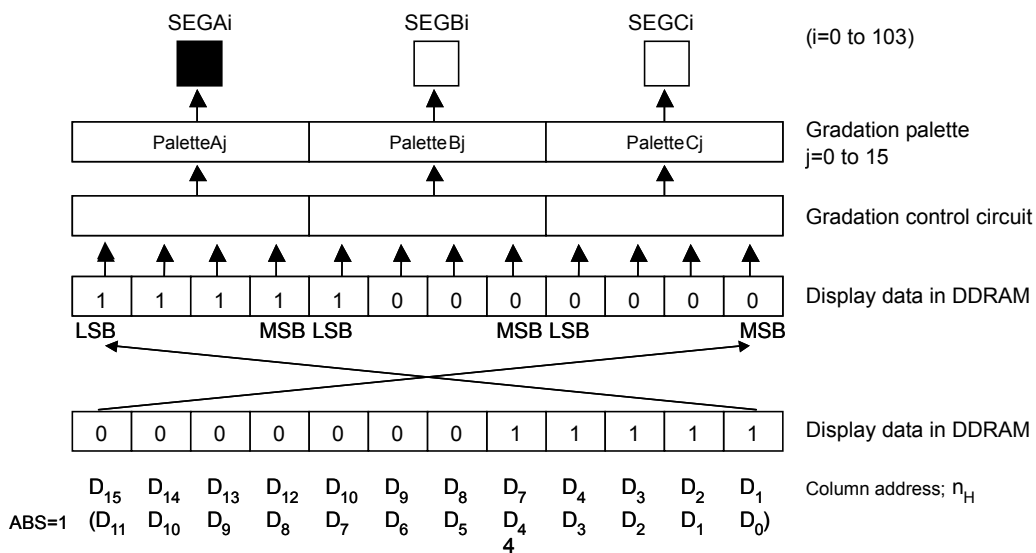 SEGAi SEGBi SEGCi (i=0 to 103)
PaletteAj PaletteBj PaletteCj Gradation palette
j=0 to 15
Gradation control circuit
1 1 1 1 1 0 0 0 0 0 0 0 Display data in DDRAM
LSB MSB LSB MSB LSB MSB
0 0 0 0 0 0 0 1 1 1 1 1 Display data in DDRAM
D15 D14 D13 D12 D10 D9 D8 D7 D4 D3 D2 D1 Column address; nH
ABS=1 (D11 D10 D9 D8 D7 D6 D5 D4 D3 D2 D1 D0)
4